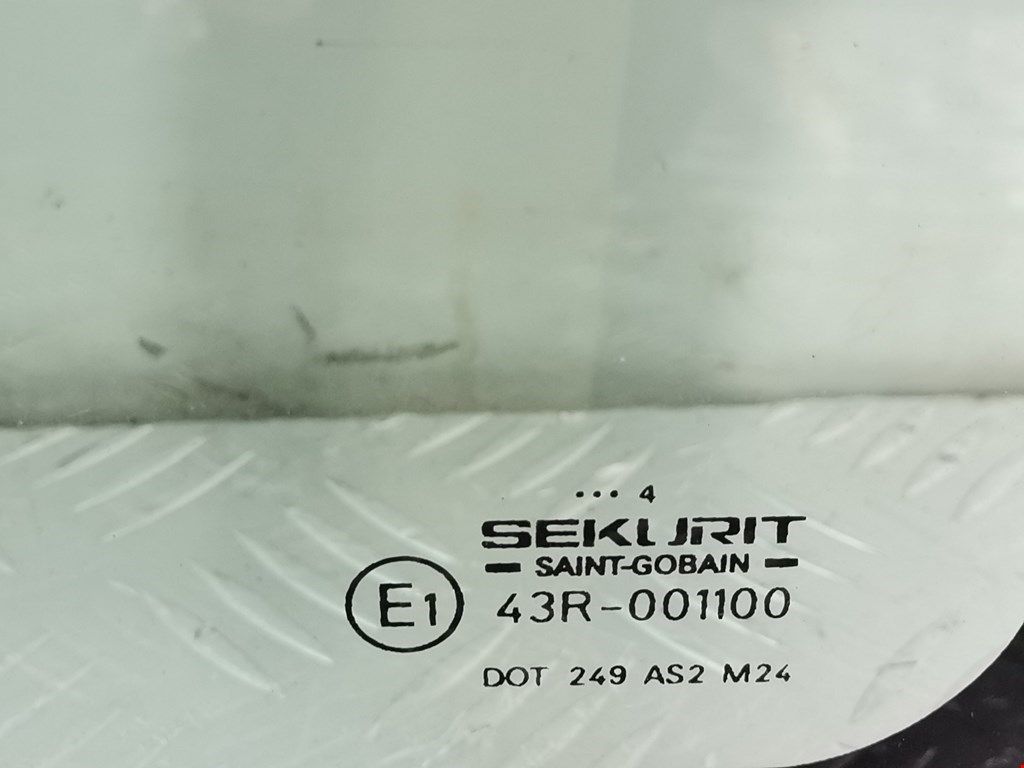 ... 4
SEKURIT
SAINT-GOBAIN
E1 43R-001100
DOT 249 AS2 M24